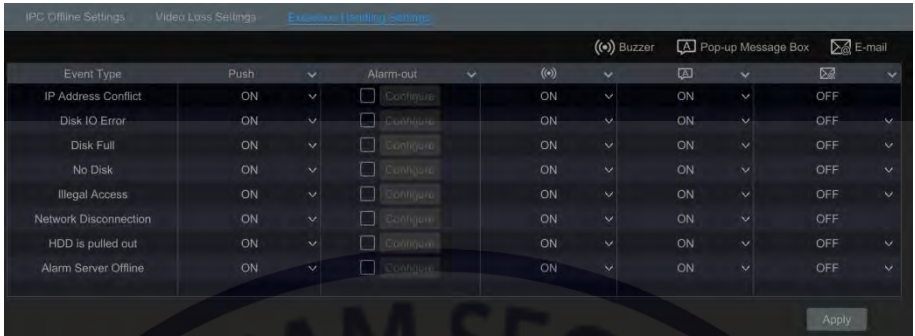 IPC Offline Settings Video Loss Settings Exception Handling Settings
Buzzer Pop-up Message Box E-mail
Event Type Push Alarm-out
IP Address Conflict ON Configure ON ON OFF
Disk IO Error ON Configure ON ON OFF
Disk Full ON Configure ON ON OFF
No Disk ON Configure ON ON OFF
Illegal Access ON Configure ON ON OFF
Network Disconnection ON Configure ON ON OFF
HDD is pulled out ON Configure ON ON OFF
Alarm Server Offline ON Configure ON ON OFF
Apply